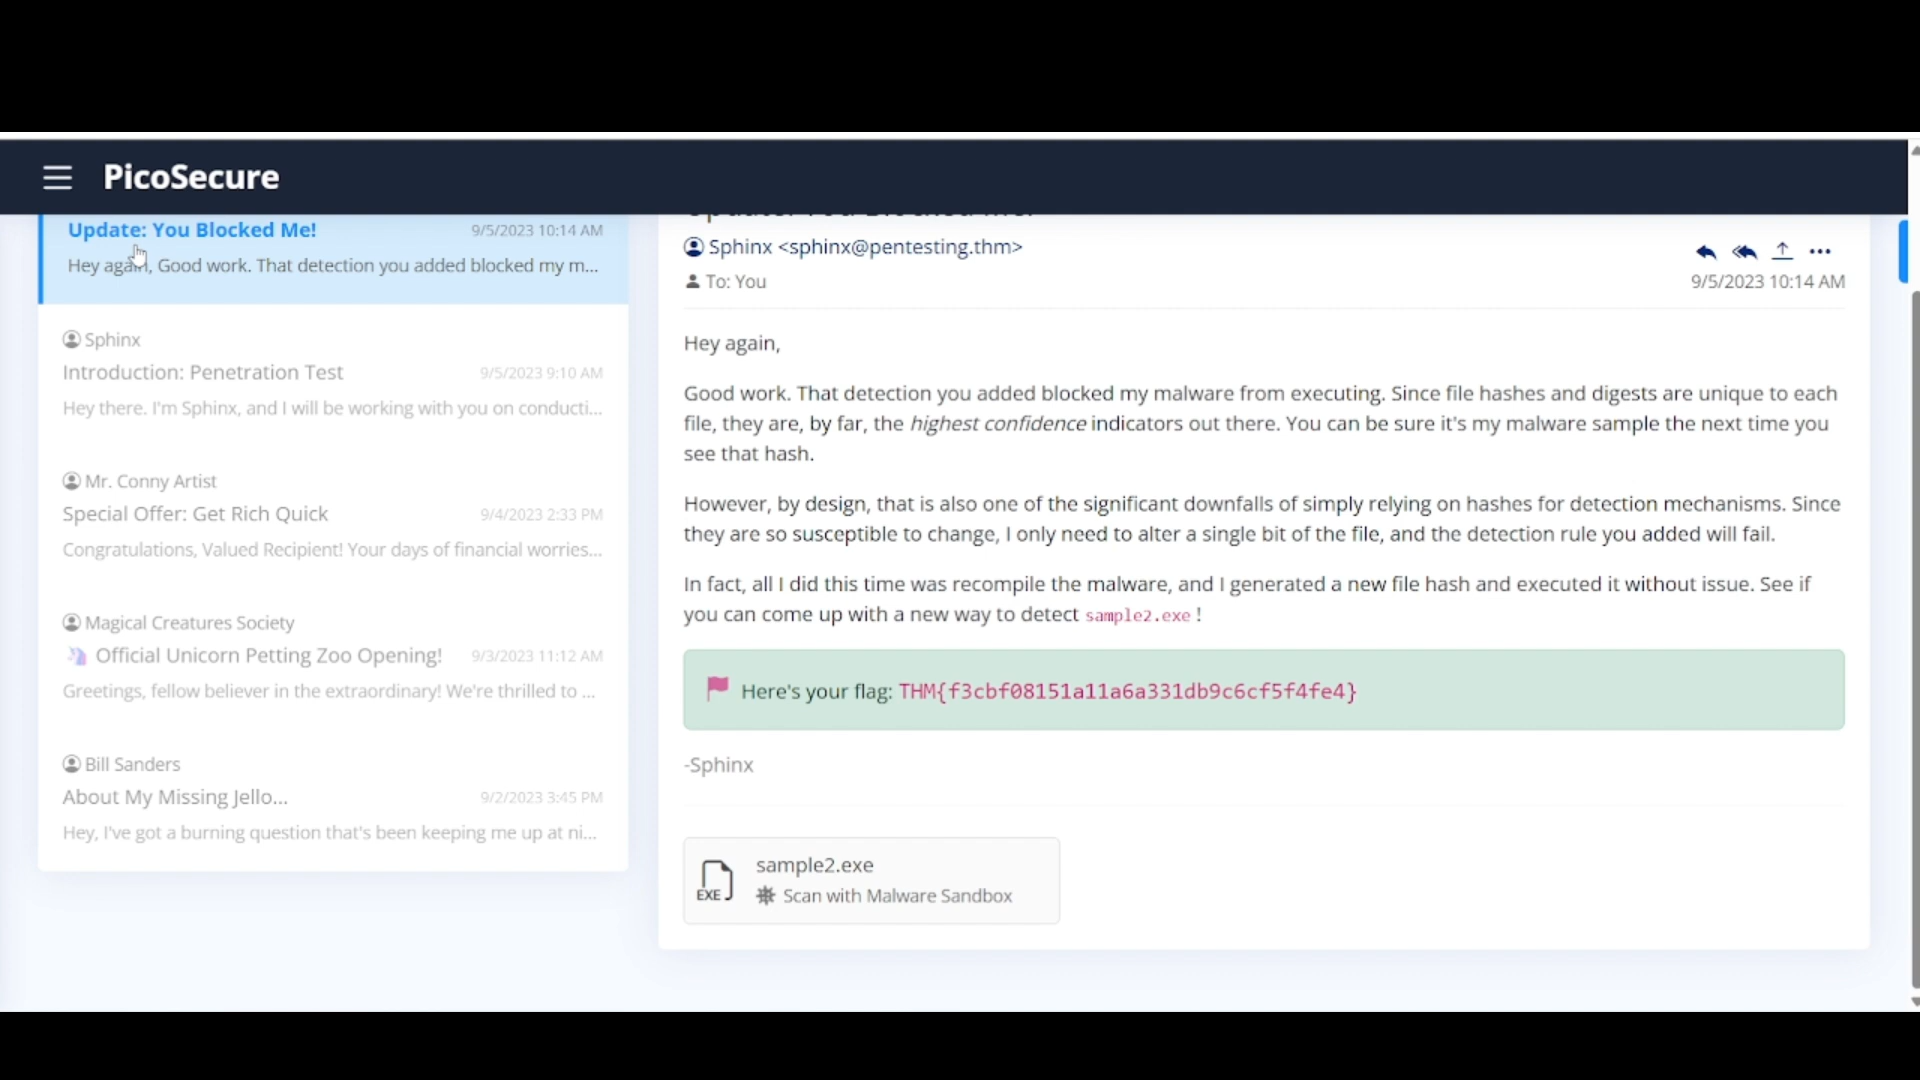 PicoSecure
Update: You Blocked Me!
9/5/2023 10:14 AM
Hey again, Good work. That detection you added blocked my m...
Sphinx
Introduction: Penetration Test
9/5/2023 9:10 AM
Hey there. I'm Sphinx, and I will be working with you on conducti...
Mr. Conny Artist
Special Offer: Get Rich Quick
9/4/2023 2:33 PM
Congratulations, Valued Recipient! Your days of financial worries...
Magical Creatures Society
Official Unicorn Petting Zoo Opening!
9/3/2023 11:12 AM
Greetings, fellow believer in the extraordinary! We're thrilled to ...
Bill Sanders
About My Missing Jello...
9/2/2023 3:45 PM
Hey, I've got a burning question that's been keeping me up at ni...
Sphinx <sphinx@pentesting.thm>
To: You
9/5/2023 10:14 AM
Hey again,
Good work. That detection you added blocked my malware from executing. Since file hashes and digests are unique to each
file, they are, by far, the highest confidence indicators out there. You can be sure it's my malware sample the next time you
see that hash.
However, by design, that is also one of the significant downfalls of simply relying on hashes for detection mechanisms. Since
they are so susceptible to change, I only need to alter a single bit of the file, and the detection rule you added will fail.
In fact, all I did this time was recompile the malware, and I generated a new file hash and executed it without issue. See if
you can come up with a new way to detect sample2.exe !
Here's your flag: THM{f3cbf08151a11a6a331db9c6cf5f4fe4}
-Sphinx
EXE
sample2.exe
Scan with Malware Sandbox